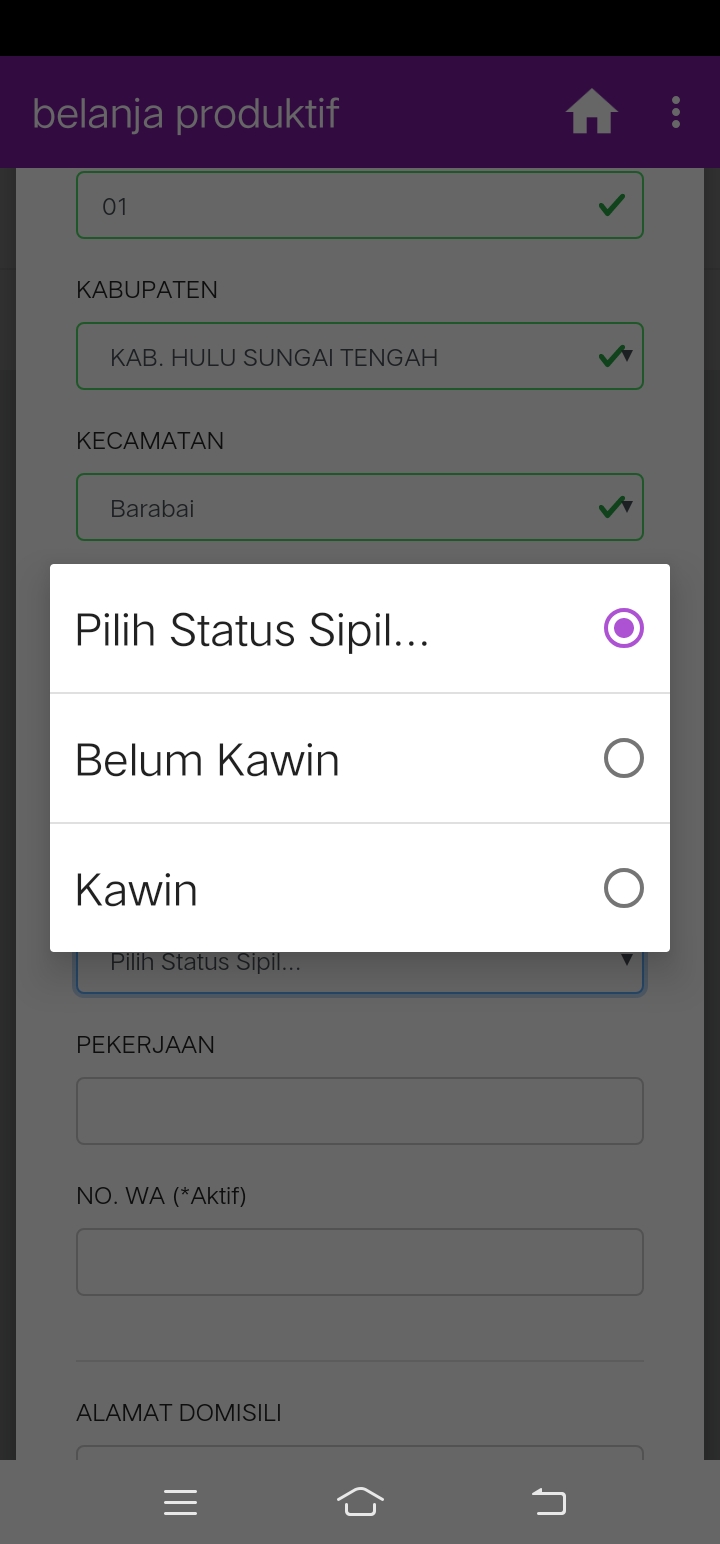 belanja produktif
01
KABUPATEN
KAB. HULU SUNGAI TENGAH
KECAMATAN
Barabai
Pilih Status Sipil...
Belum Kawin
Kawin
Pilih Status Sipil...
PEKERJAAN
NO. WA (*Aktif)
ALAMAT DOMISILI